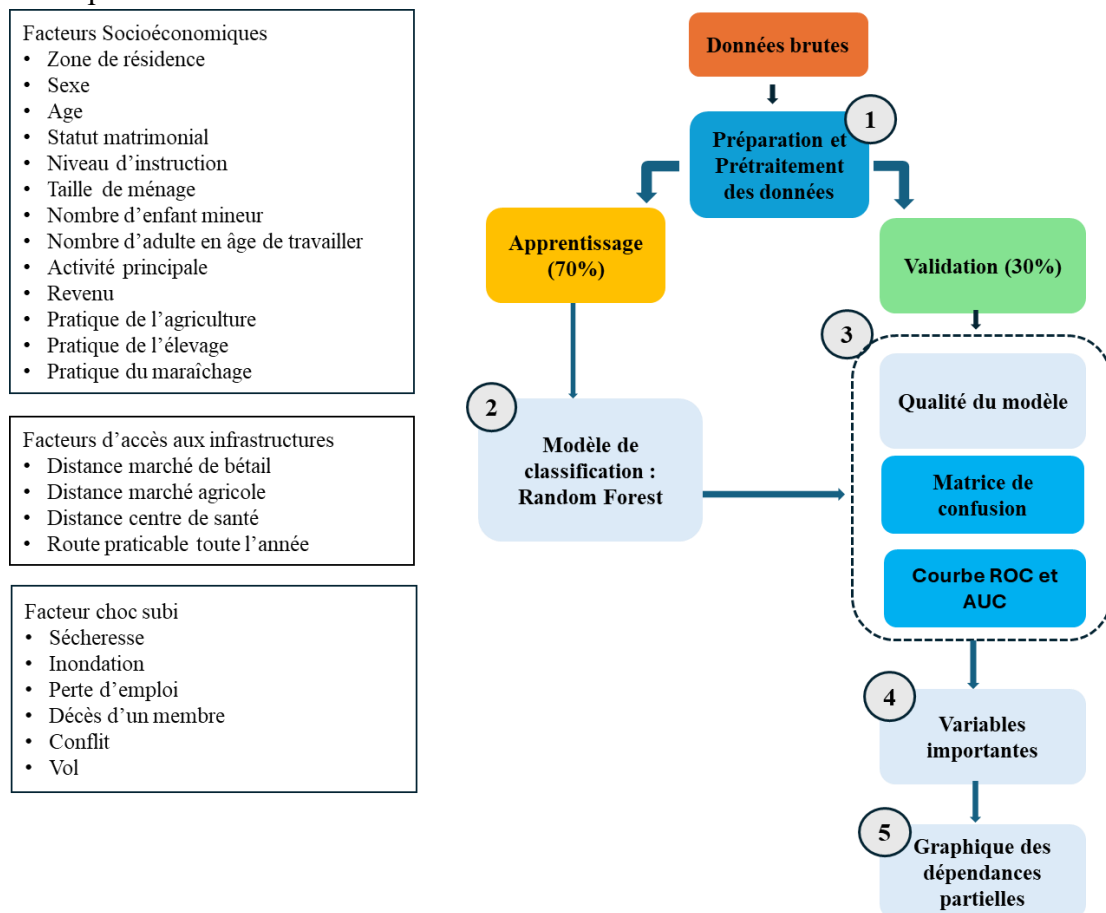 Facteurs Socioéconomiques
• Zone de résidence
• Sexe
• Age
• Statut matrimonial
• Niveau d’instruction
• Taille de ménage
• Nombre d’enfant mineur
• Nombre d’adulte en âge de travailler
• Activité principale
• Revenu
• Pratique de l’agriculture
• Pratique de l’élevage
• Pratique du maraîchage
Facteurs d’accès aux infrastructures
• Distance marché de bétail
• Distance marché agricole
• Distance centre de santé
• Route praticable toute l’année
Facteur choc subi
• Sécheresse
• Inondation
• Perte d’emploi
• Décès d’un membre
• Conflit
• Vol
Données brutes
1
Préparation et
Prétraitement
des données
Apprentissage
(70%)
Validation (30%)
2
Modèle de
classification :
Random Forest
3
Qualité du modèle
Matrice de
confusion
Courbe ROC et
AUC
4
Variables
importantes
5
Graphique des
dépendances
partielles